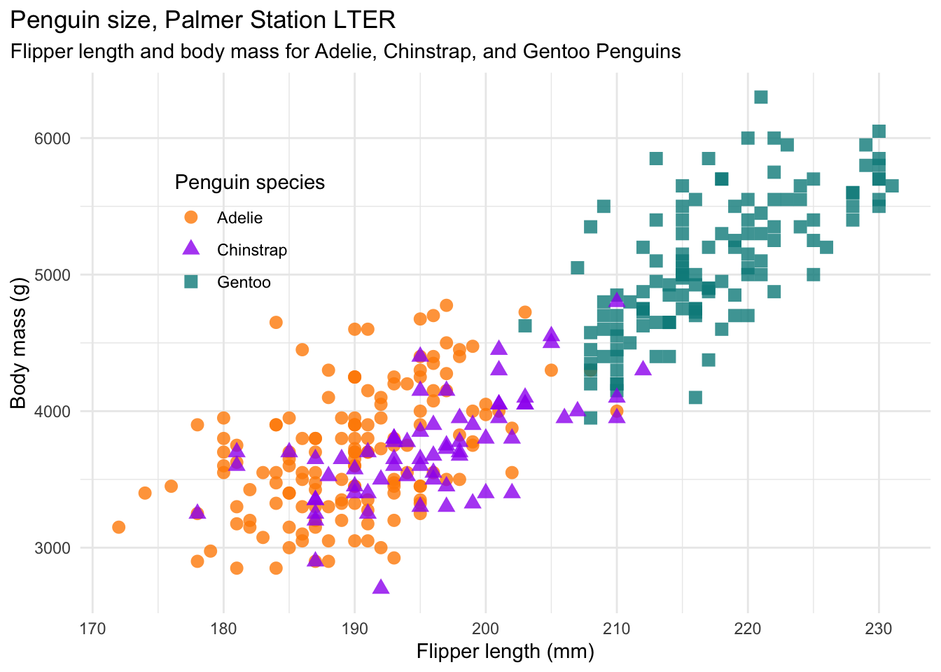 Penguin size, Palmer Station LTER
Flipper length and body mass for Adelie, Chinstrap, and Gentoo Penguins
6000
5000
4000
3000
Body mass (g)
Penguin species
Adelie
Chinstrap
Gentoo
170 180 190 200 210 220 230
Flipper length (mm)